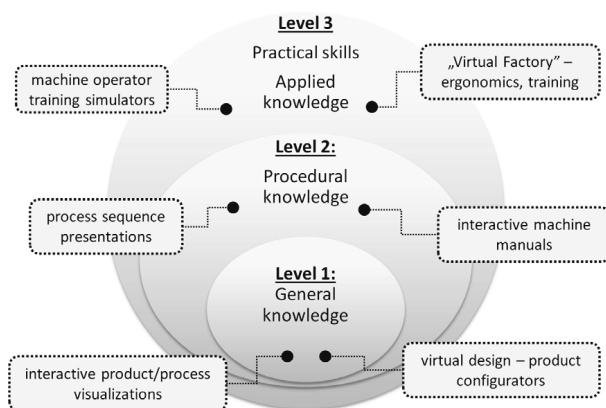 Level 3
Practical skills
Applied
knowledge
machine operator
training simulators
„Virtual Factory” –
ergonomics, training
Level 2:
Procedural
knowledge
process sequence
presentations
interactive machine
manuals
Level 1:
General
knowledge
interactive product/process
visualizations
virtual design – product
configurators